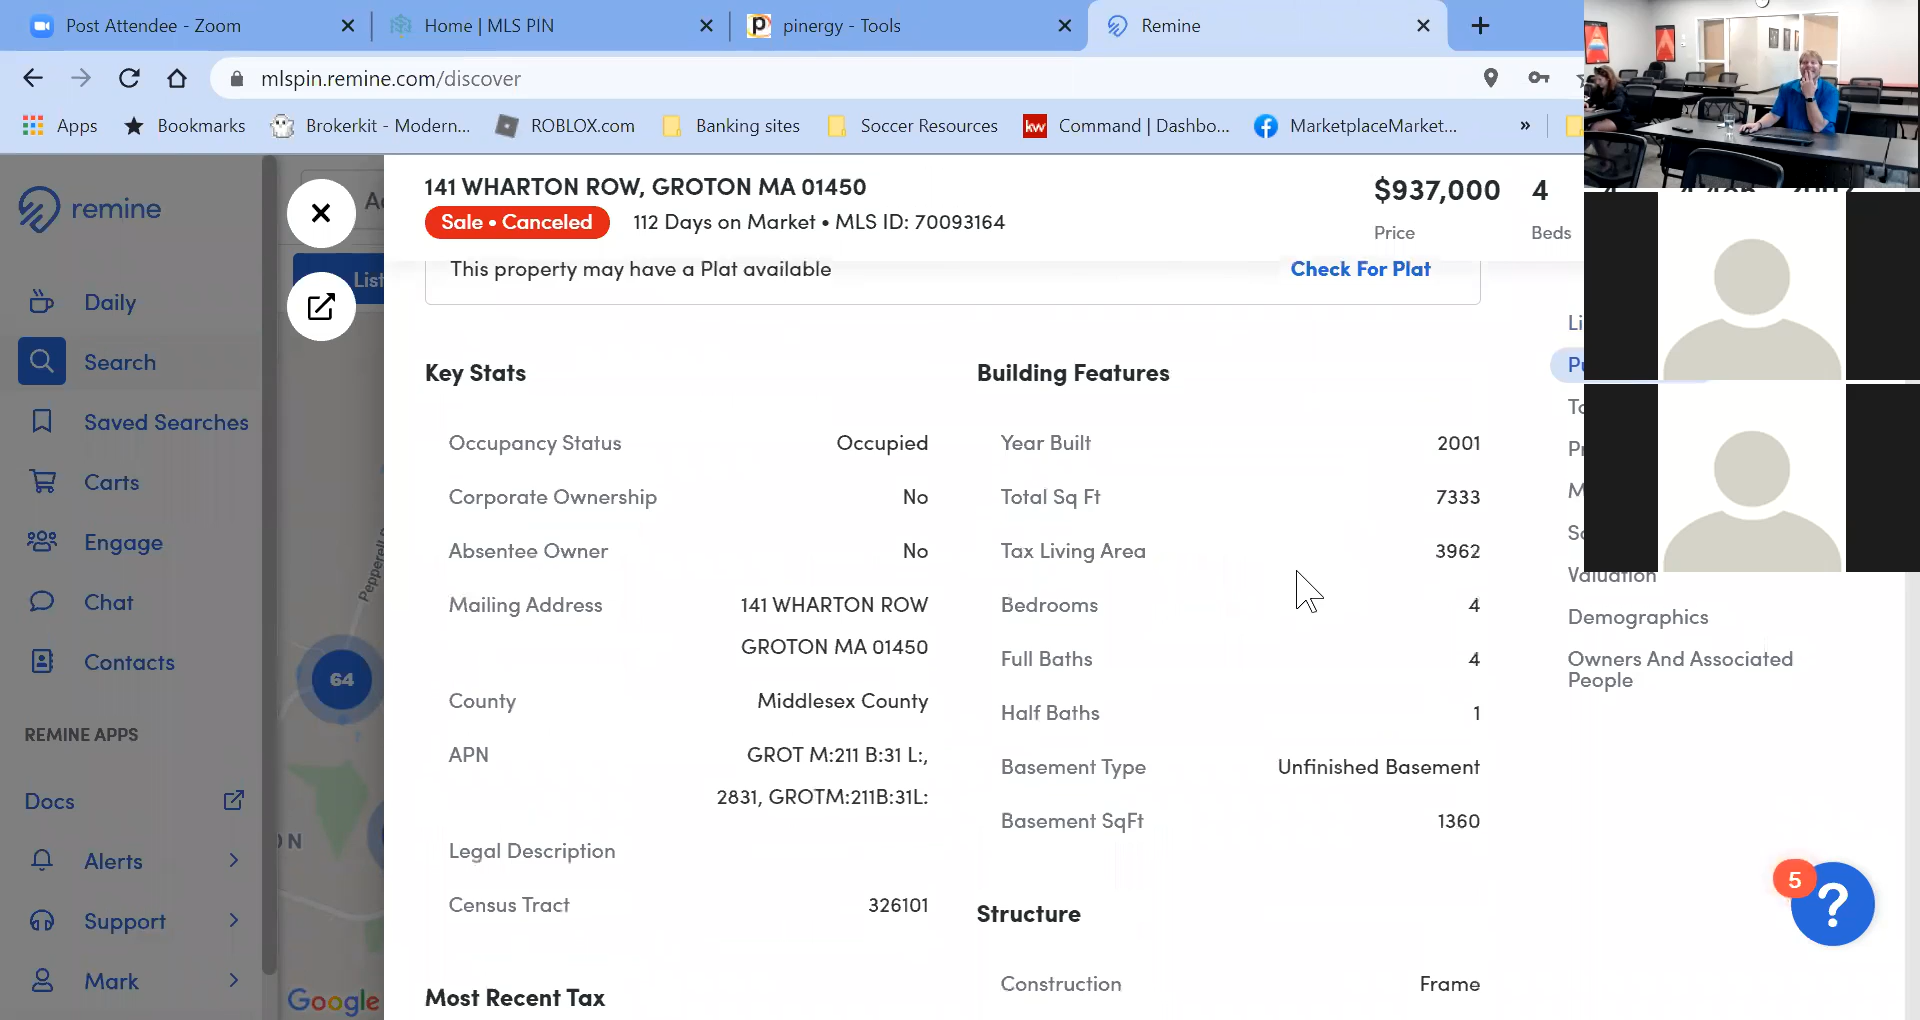 Post Attendee - Zoom
Home | MLS PIN
pinergy - Tools
Remine
mlspin.remine.com/discover
Apps
Bookmarks
Brokerkit - Modern...
ROBLOX.com
Banking sites
Soccer Resources
kw
Command | Dashbo...
MarketplaceMarket...
»
remine
Daily
Search
Saved Searches
Carts
Engage
Chat
Contacts
REMINE APPS
Docs
Alerts
Support
Mark
List
Pepperell
64
Google
141 WHARTON ROW, GROTON MA 01450
Sale • Canceled
112 Days on Market • MLS ID: 70093164
$937,000
Price
4
Beds
This property may have a Plat available
Check For Plat
Key Stats
Occupancy Status Occupied
Corporate Ownership No
Absentee Owner No
Mailing Address 141 WHARTON ROW
GROTON MA 01450
County Middlesex County
APN GROT M:211 B:31 L:,
2831, GROTM:211B:31L:
Legal Description
Census Tract 326101
Most Recent Tax
Building Features
Year Built 2001
Total Sq Ft 7333
Tax Living Area 3962
Bedrooms 4
Full Baths 4
Half Baths 1
Basement Type Unfinished Basement
Basement SqFt 1360
Structure
Construction Frame
Valuation
Demographics
Owners And Associated
People
5
?